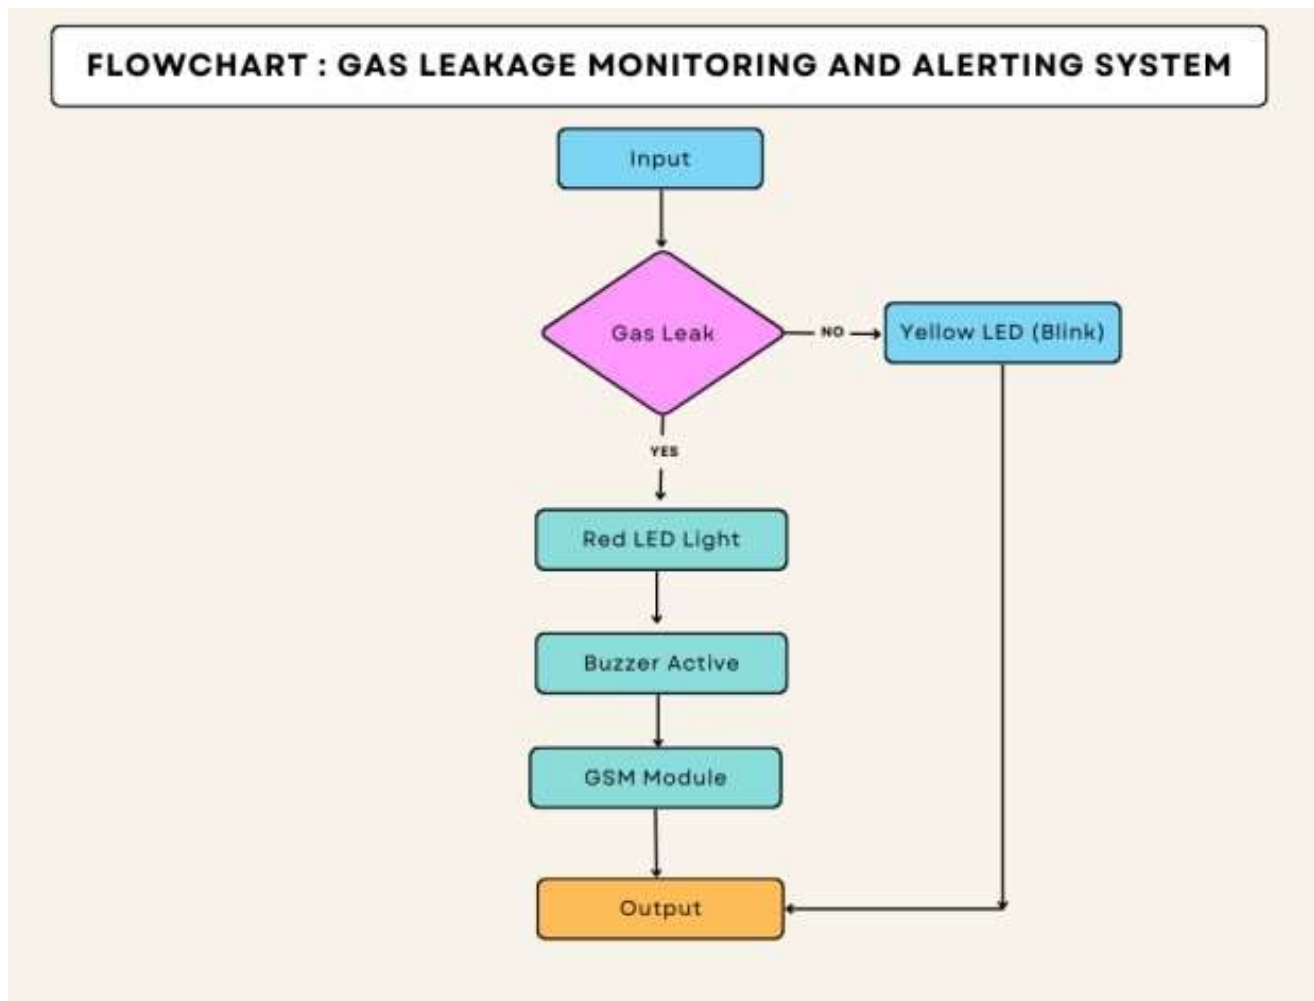 FLOWCHART : GAS LEAKAGE MONITORING AND ALERTING SYSTEM
Input
Gas Leak
NO
Yellow LED (Blink)
YES
Red LED Light
Buzzer Active
GSM Module
Output